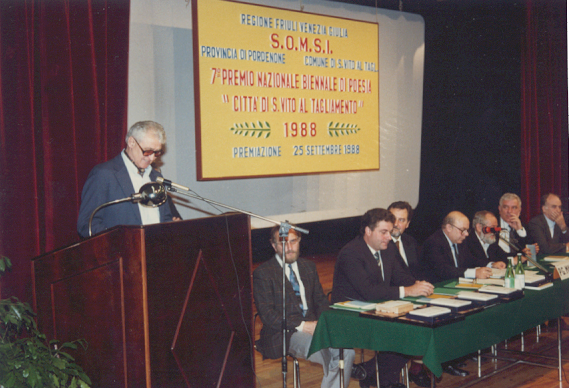 REGIONE FRIULI VENEZIA GIULIA
S.O.M.S.I.
PROVINCIA DI PORDENONE COMUNE DI S.VITO AL TAGL.
7° PREMIO NAZIONALE BIENNALE DI POESIA
"CITTÀ DI S.VITO AL TAGLIAMENTO"
1988
PREMIAZIONE 25 SETTEMBRE 1988